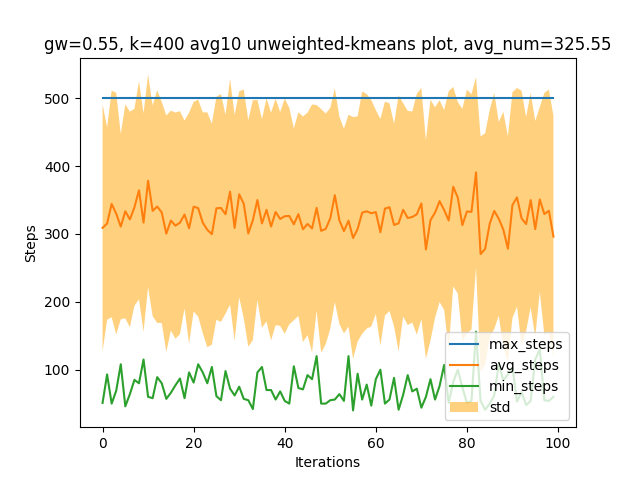 gw=0.55, k=400 avg10 unweighted-kmeans plot, avg_num=325.55
500
400
300
200
100
Steps
max_steps
avg_steps
min_steps
std
0
20
40
60
80
100
Iterations